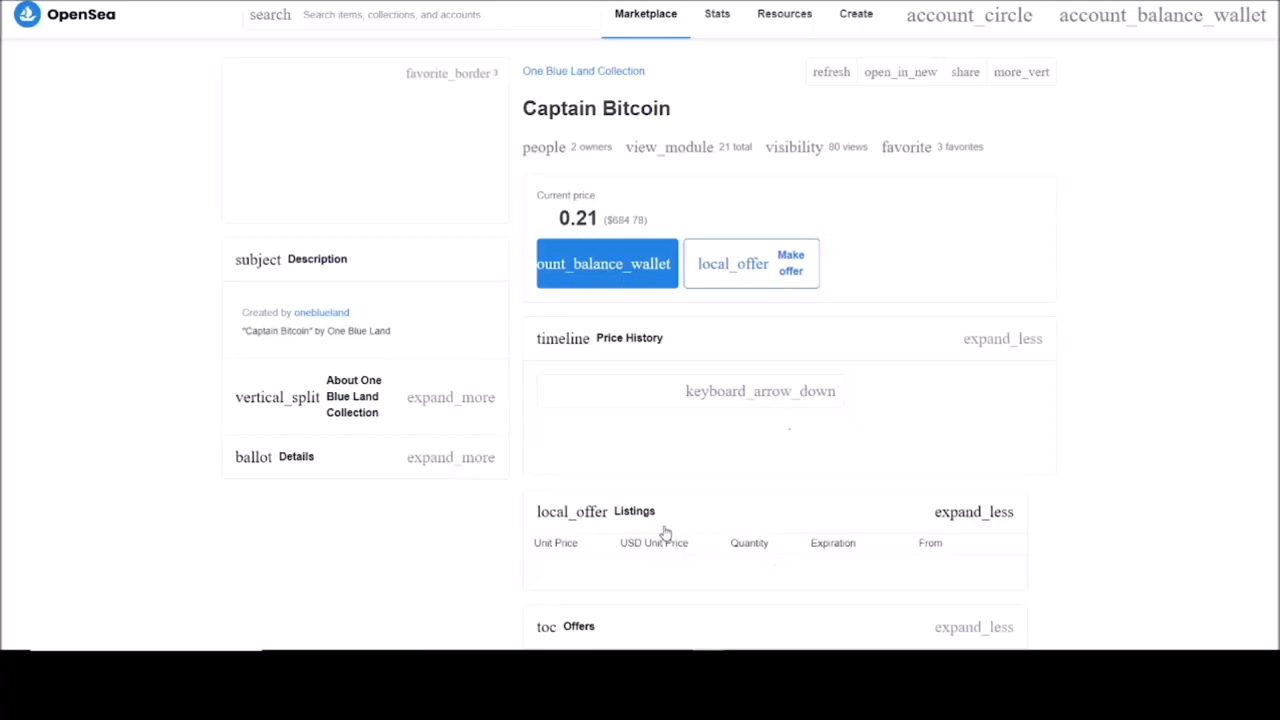 OpenSea
search Search items, collections, and accounts
Marketplace Stats Resources Create account_circle account_balance_wallet
favorite_border 3
One Blue Land Collection
refresh open_in_new share more_vert
Captain Bitcoin
people 2 owners view_module 21 total visibility 80 views favorite 3 favorites
Current price
0.21 ($684.78)
ount_balance_wallet
local_offer Make
offer
subject Description
Created by oneblueland
"Captain Bitcoin" by One Blue Land
vertical_split About One
Blue Land
Collection expand_more
ballot Details expand_more
timeline Price History expand_less
keyboard_arrow_down
local_offer Listings expand_less
Unit Price USD Unit Price Quantity Expiration From
toc Offers expand_less